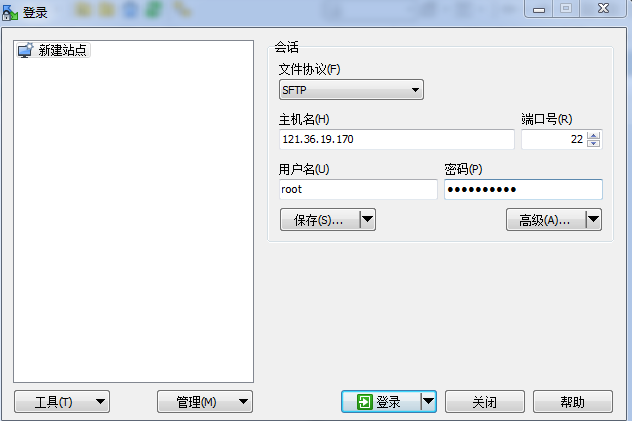 登录
新建站点
会话
文件协议(F)
SFTP
主机名(H)
端口号(R)
121.36.19.170
22
用户名(U)
密码(P)
root
●●●●●●●●●●
保存(S)...
高级(A)...
工具(T)
管理(M)
登录
关闭
帮助